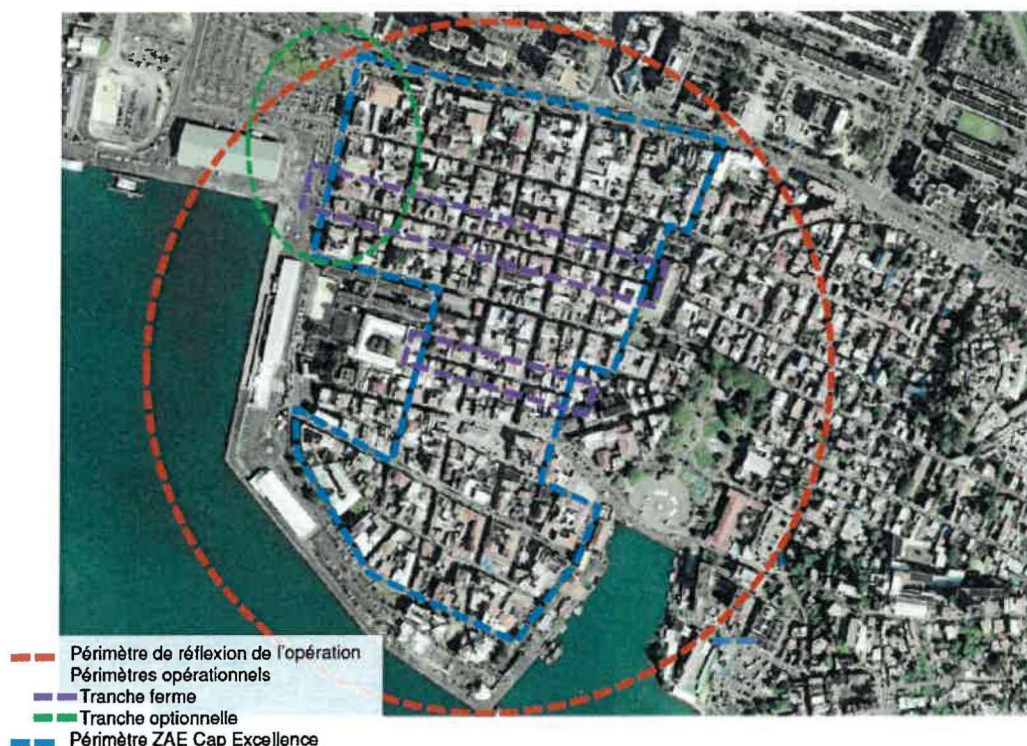 Périmètre de réflexion de l'opération
Périmètres opérationnels
Tranche ferme
Tranche optionnelle
Périmètre ZAE Cap Excellence